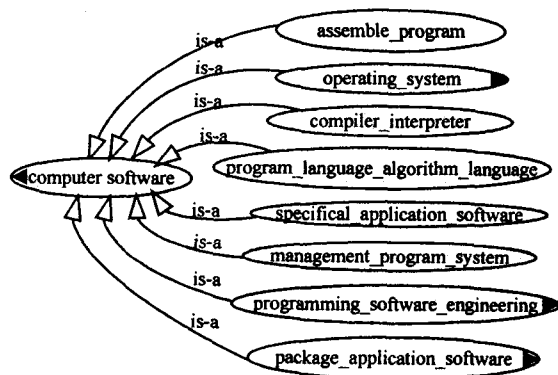 assemble_program
is-a
is-a
operating_system
is-a
compiler_interpreter
is-a
computer software
program_language_algorithm_language
specifical_application_software
is-a
is-a
management_program_system
is-a
programming_software_engineering
is-a
package_application_software